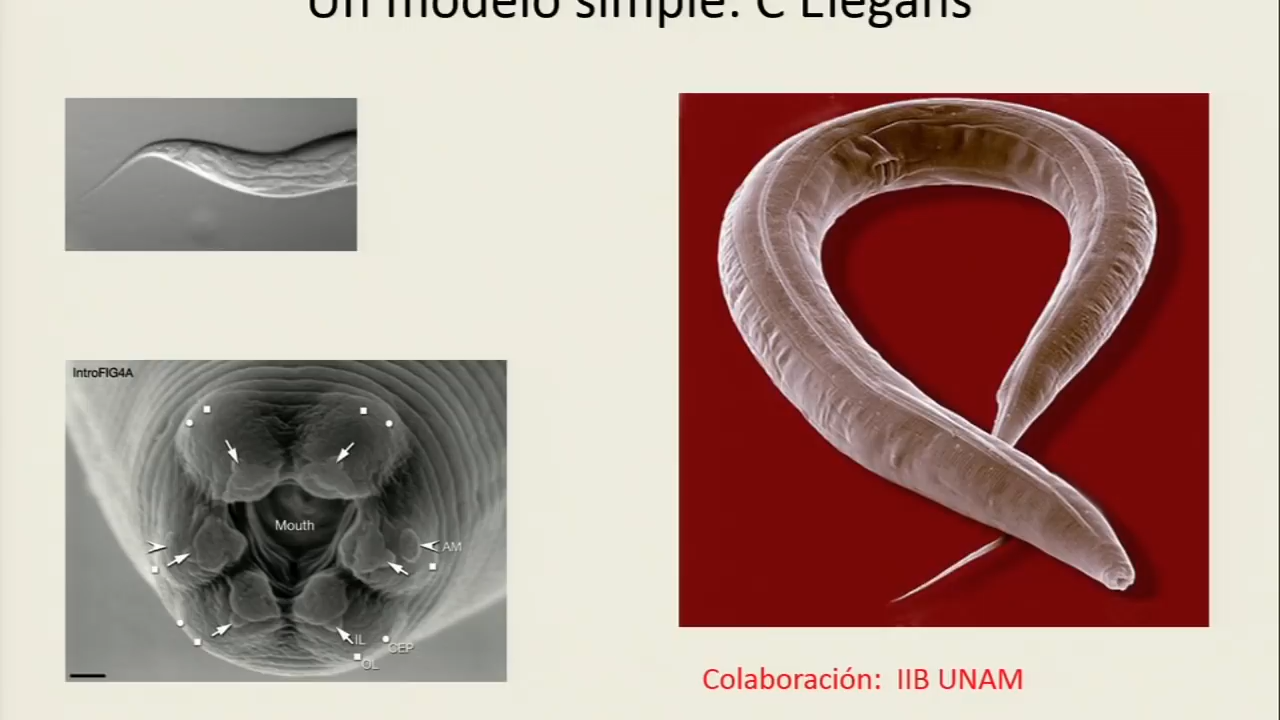 Un modelo simple: C Elegans
IntroFIG4A
Mouth
AM
IL
CEP
OL
Colaboración: IIB UNAM